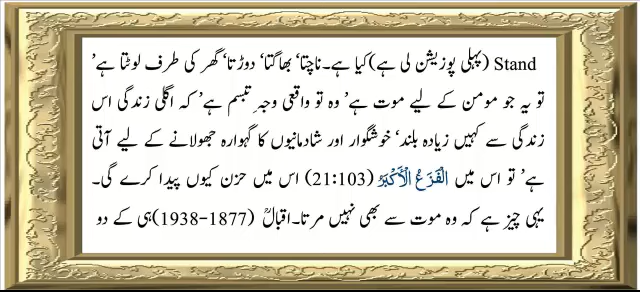 Stand (پہلی پوزیشن لی ہے) کیا ہے۔ ناچتا‘ بھاگتا‘ دوڑتا‘ گھر کی طرف لوٹتا ہے’
تو یہ جو مومن کے لیے موت ہے’ وہ تو واقعی وجہِ تبسم ہے’ کہ اگلی زندگی اس
زندگی سے کہیں زیادہ بلند‘ خوشگوار اور شادمانیوں کا گہوارہ جھولانے کے لیے آتی
ہے’ تو اس میں الْفَزَعُ الْأَكْبَرُ (21:103) اس میں حزن کیوں پیدا کرے گی۔
یہی چیز ہے کہ وہ موت سے بھی نہیں مرتا۔ اقبالؒ (1877-1938) ہی کے دو